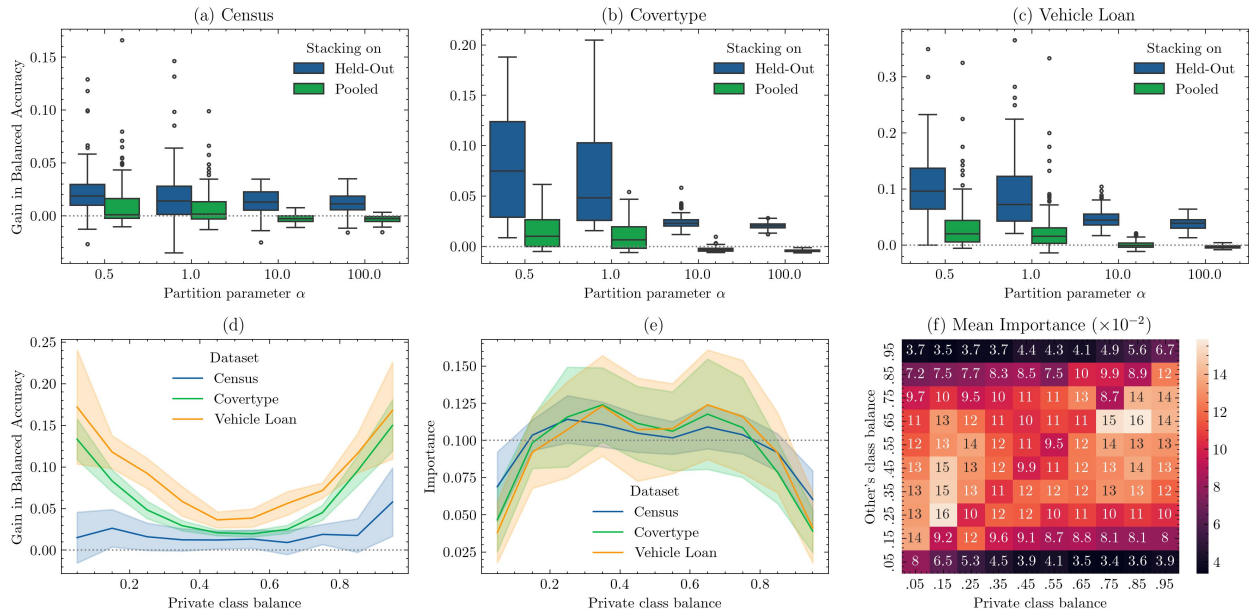 (a) Census
Gain in Balanced Accuracy
0.15
0.10
0.05
0.00
Stacking on
Held-Out
Pooled
0.5 1.0 10.0 100.0
Partition parameter α
(b) Covertype
0.20
0.15
0.10
0.05
0.00
Stacking on
Held-Out
Pooled
0.5 1.0 10.0 100.0
Partition parameter α
(c) Vehicle Loan
0.3
0.2
0.1
0.0
Stacking on
Held-Out
Pooled
0.5 1.0 10.0 100.0
Partition parameter α
(d)
Gain in Balanced Accuracy
0.25
0.20
0.15
0.10
0.05
0.00
Dataset
Census
Covertype
Vehicle Loan
0.2 0.4 0.6 0.8
Private class balance
(e)
Importance
0.150
0.125
0.100
0.075
0.050
0.025
Dataset
Census
Covertype
Vehicle Loan
0.2 0.4 0.6 0.8
Private class balance
(f) Mean Importance (×10⁻²)
Other's class balance
.95 3.7 3.5 3.7 3.7 4.4 4.3 4.1 4.9 5.6 6.7
.85 7.2 7.5 7.7 8.3 8.5 7.5 10 9.9 8.9 12
.75 9.7 10 9.5 10 11 11 13 8.7 14 14
.65 11 13 12 11 10 11 11 15 16 14
.55 12 13 14 12 11 9.5 12 13 14 13
.45 13 15 12 12 9.9 11 12 13 14 13
.35 13 15 13 11 12 12 12 13 13 12
.25 13 16 10 12 12 12 11 11 11 10
.15 14 9.2 12 9.6 9.1 8.7 8.8 8.1 8.1 8
.05 8 6.5 5.3 4.5 3.9 4.1 3.5 3.4 3.6 3.9
.05 .15 .25 .35 .45 .55 .65 .75 .85 .95
Private class balance
14
12
10
8
6
4